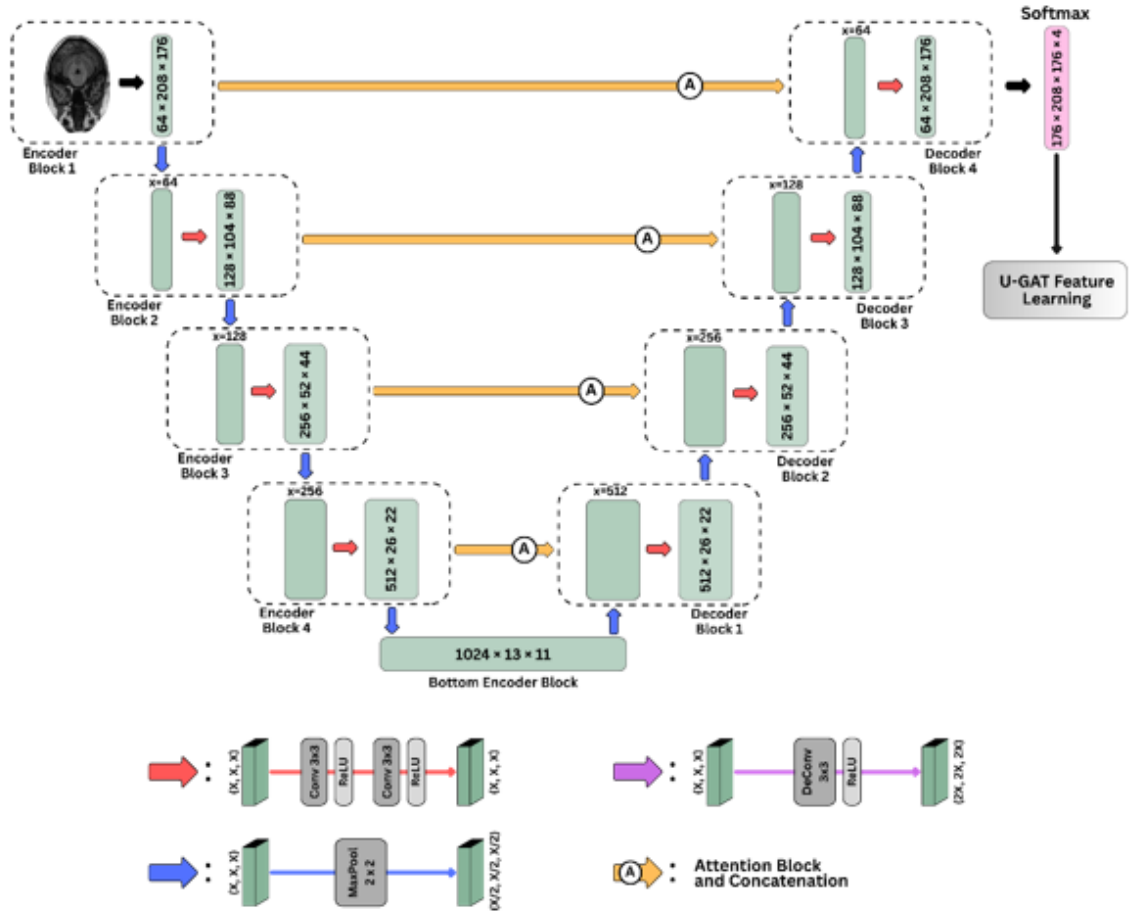 Softmax
x=64
64 × 208 × 176
64 × 208 × 176
176 × 208 × 176 × 4
A
Encoder
Block 1
Decoder
Block 4
x=64
128 × 104 × 88
A
x=128
128 × 104 × 88
U-GAT Feature
Learning
Encoder
Block 2
Decoder
Block 3
x=128
256 × 52 × 44
A
x=256
256 × 52 × 44
Encoder
Block 3
Decoder
Block 2
x=256
512 × 26 × 22
A
x=512
512 × 26 × 22
Encoder
Block 4
Decoder
Block 1
1024 × 13 × 11
Bottom Encoder Block
:
(X, X, X)
Conv 3x3
ReLU
Conv 3x3
ReLU
(X, X, X)
:
(X, X, X)
DeConv
3x3
ReLU
(2X, 2X, 2X)
:
(X, X, X)
MaxPool
2 x 2
(X/2, X/2, X/2)
A
:
Attention Block
and Concatenation